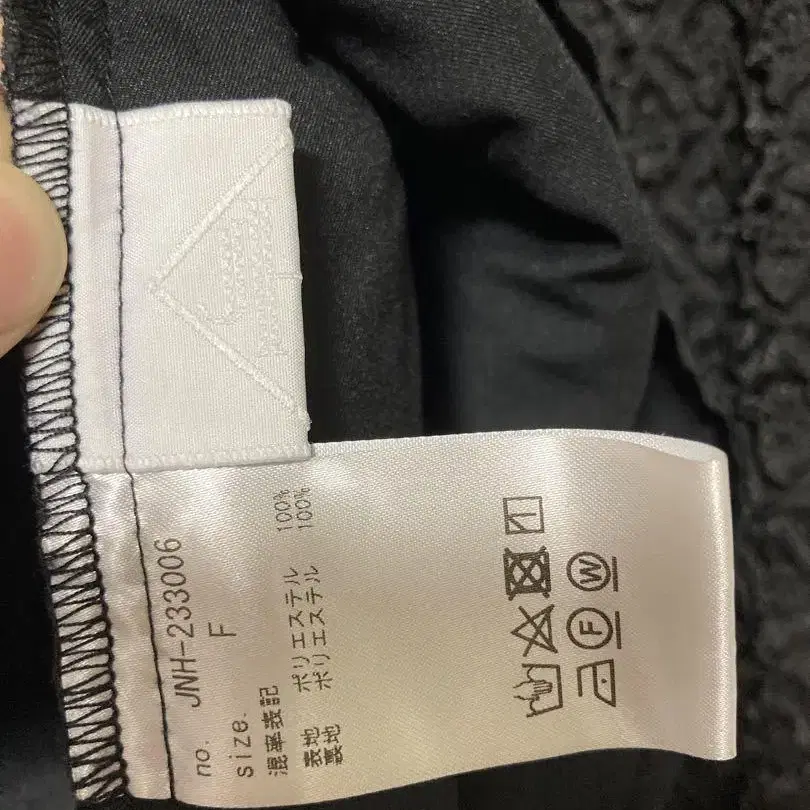 no. JNH-233006
size. F
混率表記
表地 ポリエステル 100%
裏地 ポリエステル 100%
F W